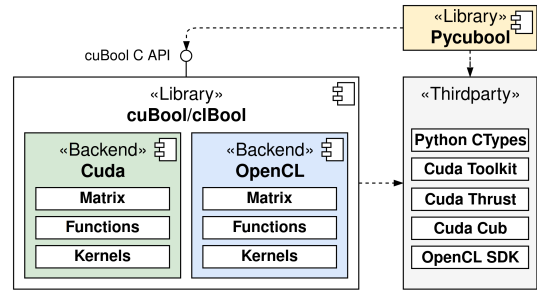 «Library»
Pycubool
cuBool C API
«Library»
cuBool/clBool
«Backend»
Cuda
Matrix
Functions
Kernels
«Backend»
OpenCL
Matrix
Functions
Kernels
«Thirdparty»
Python CTypes
Cuda Toolkit
Cuda Thrust
Cuda Cub
OpenCL SDK